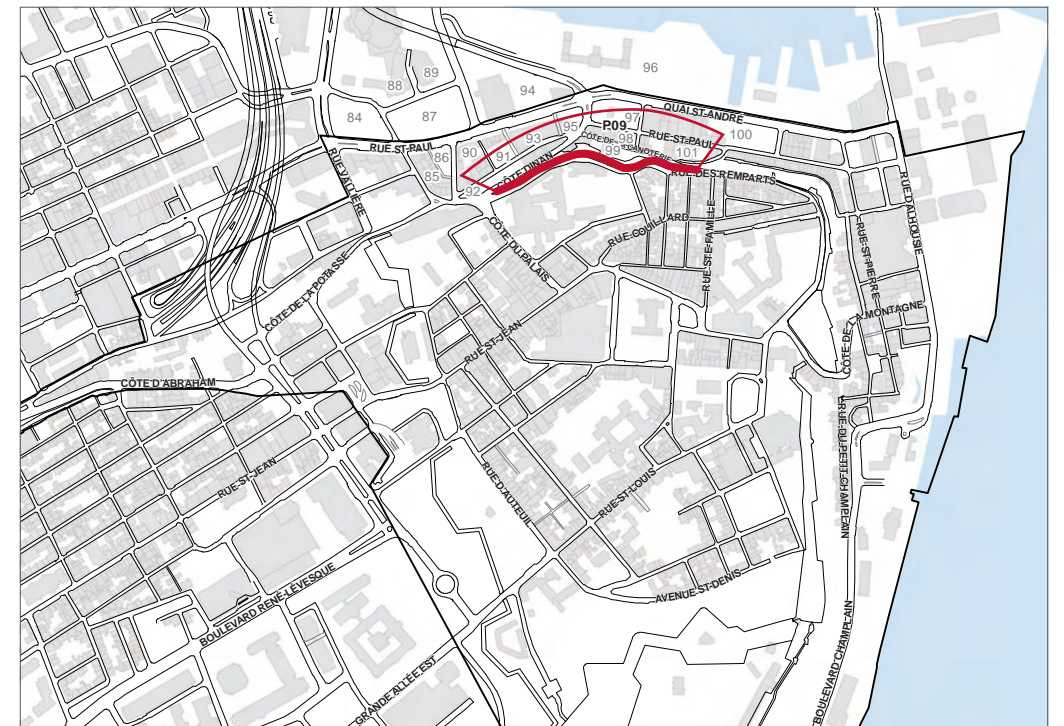 96
89
88
94
84
87
QUAI ST-ANDRÉ
97
P.09
95
98
RUE ST-PAUL
100
93
RUE ST-PAUL
86
90
91
99
101
85
CÔTE DINAN
RUE DES REMPARTS
92
RUE VALLIÈRE
RUE DALHOUSIE
CÔTE DU PALAIS
RUE COUILLARD
RUE STE-FAMILLE
RUE ST-PIERRE
CÔTE DE LA POTASSE
CÔTE DE LA MONTAGNE
RUE ST-JEAN
CÔTE D'ABRAHAM
RUE ST-JEAN
RUE D'AUTEUIL
RUE ST-LOUIS
RUE DU PETIT-CHAMPLAIN
AVENUE ST-DENIS
BOULEVARD RENÉ-LÉVESQUE
GRANDE ALLÉE EST
BOULEVARD CHAMPLAIN